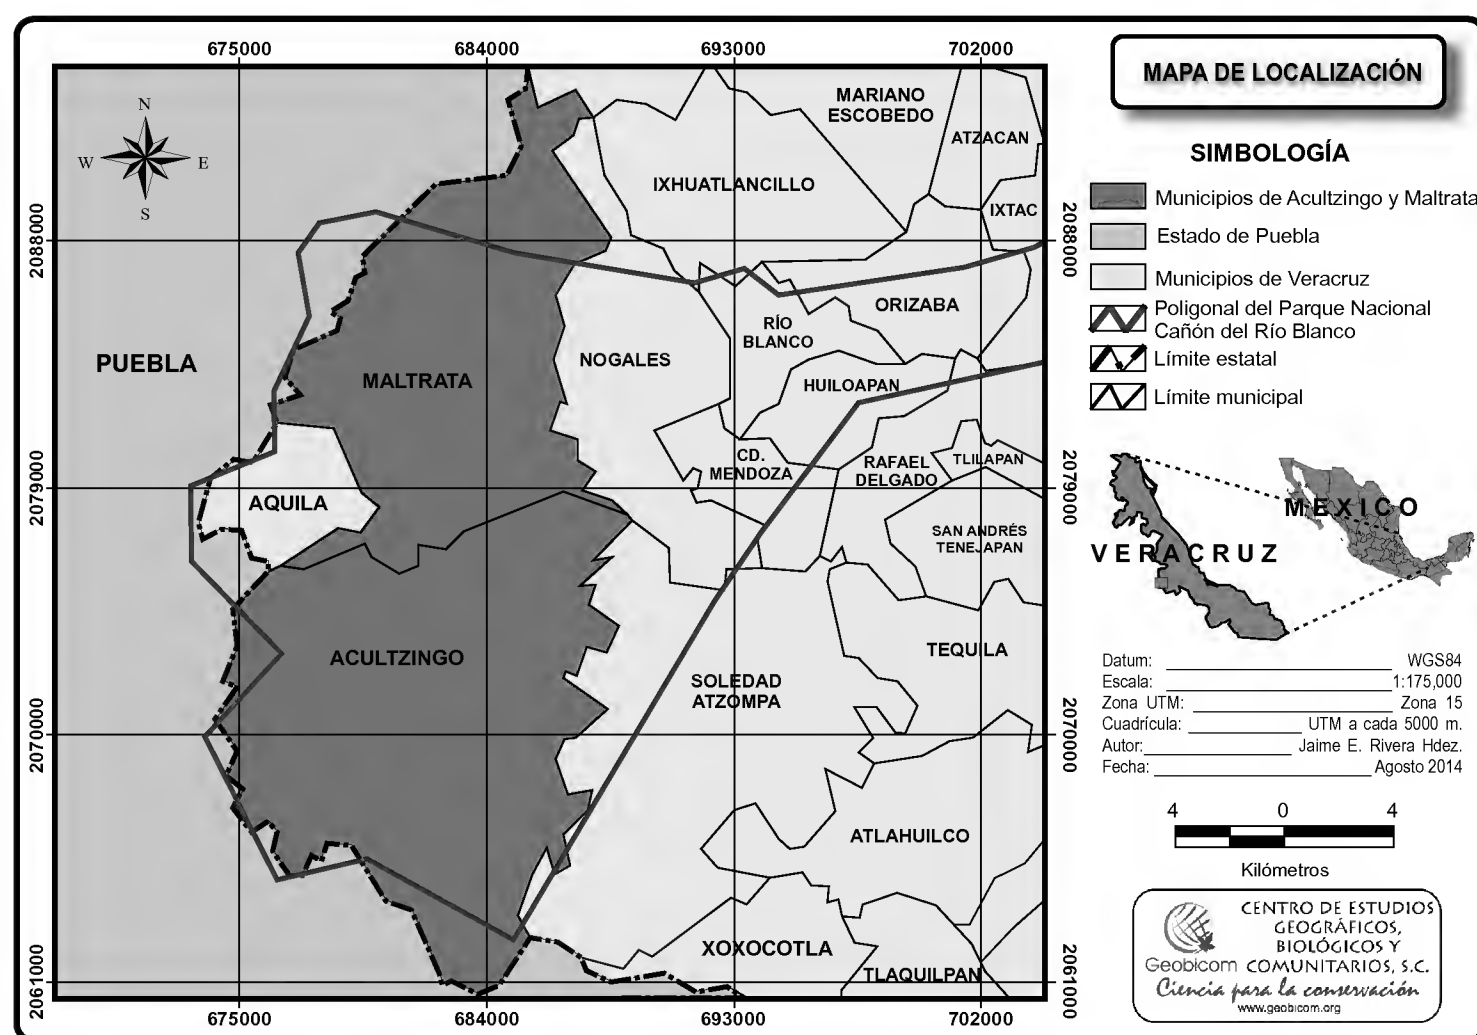 675000 684000 693000 702000
N
W E
S
MARIANO
ESCOBEDO
ATZACAN
IXHUATLANCILLO
IXTAC
2088000
2088000
ORIZABA
RÍO
BLANCO
PUEBLA
NOGALES
MALTRATA
HUILOAPAN
CD.
MENDOZA
RAFAEL
DELGADO
TLILAPAN
2079000
2079000
AQUILA
SAN ANDRÉS
TENEJAPAN
ACULTZINGO
TEQUILA
SOLEDAD
ATZOMPA
2070000
2070000
ATLAHUILCO
XOXOCOTLA
TLAQUILPAN
2061000
2061000
675000 684000 693000 702000
MAPA DE LOCALIZACIÓN
SIMBOLOGÍA
Municipios de Acultzingo y Maltrata
Estado de Puebla
Municipios de Veracruz
Poligonal del Parque Nacional
Cañón del Río Blanco
Límite estatal
Límite municipal
MEXICO
VERACRUZ
Datum: WGS84
Escala: 1:175,000
Zona UTM: Zona 15
Cuadrícula: UTM a cada 5000 m.
Autor: Jaime E. Rivera Hdez.
Fecha: Agosto 2014
4 0 4
Kilómetros
CENTRO DE ESTUDIOS
GEOGRÁFICOS,
BIOLÓGICOS Y
COMUNITARIOS, S.C.
Geobicom
Ciencia para la conservación
www.geobicom.org